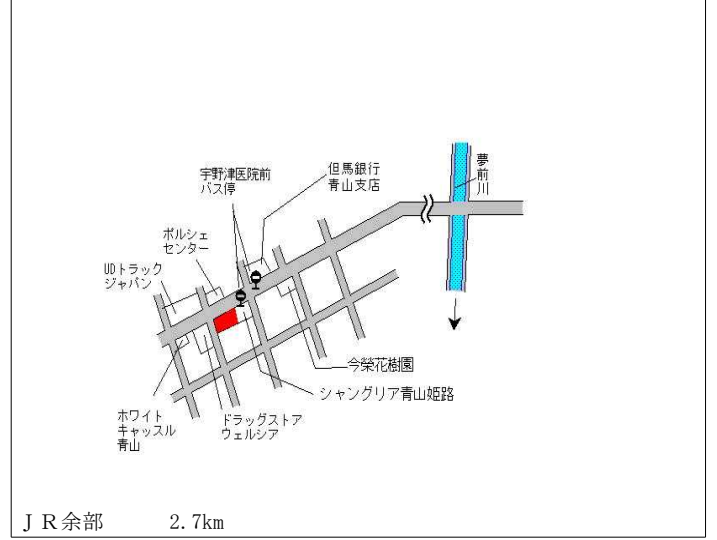 夢
前
川
宇野津医院前
バス停
但馬銀行
青山支店
ポルシェ
センター
UDトラック
ジャパン
今榮花樹園
シャングリア青山姫路
ホワイト
キャッスル
青山
ドラッグストア
ウェルシア
ＪＲ余部　　2.7km